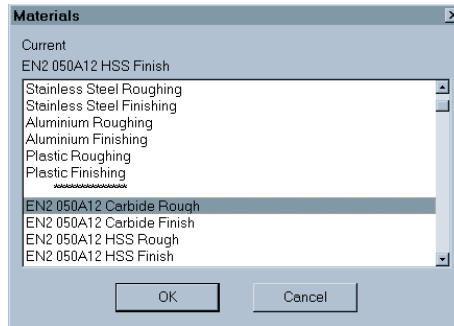 Materials
Current
EN2 050A12 HSS Finish
Stainless Steel Roughing
Stainless Steel Finishing
Aluminium Roughing
Aluminium Finishing
Plastic Roughing
Plastic Finishing
**************
EN2 050A12 Carbide Rough
EN2 050A12 Carbide Finish
EN2 050A12 HSS Rough
EN2 050A12 HSS Finish
OK Cancel